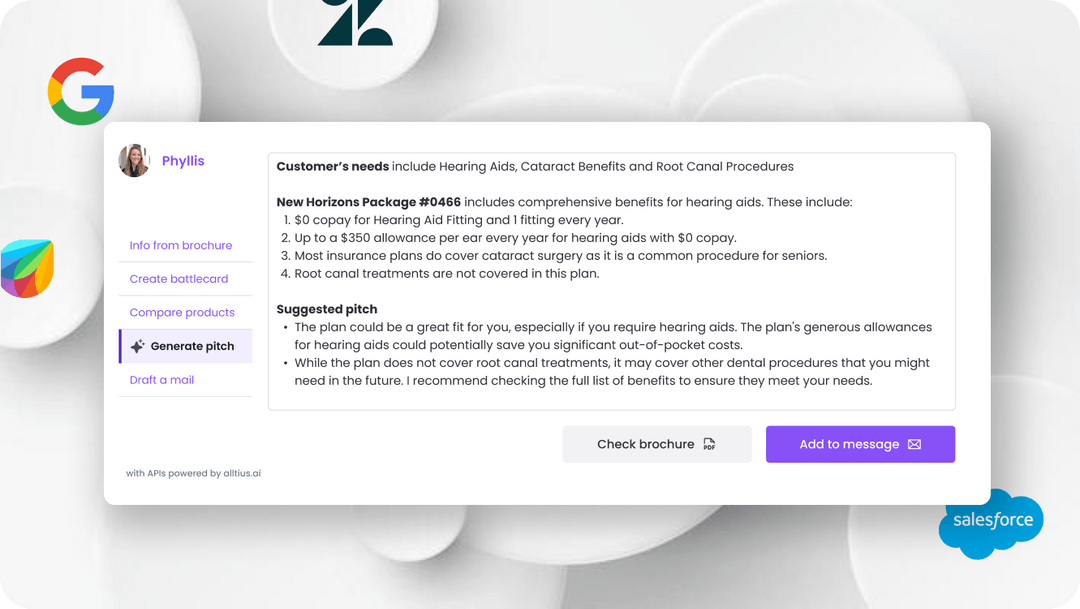 Phyllis
Info from brochure
Create battlecard
Compare products
Generate pitch
Draft a mail
with APIs powered by alltius.ai
Customer’s needs include Hearing Aids, Cataract Benefits and Root Canal Procedures
New Horizons Package #0466 includes comprehensive benefits for hearing aids. These include:
1. $0 copay for Hearing Aid Fitting and 1 fitting every year.
2. Up to a $350 allowance per ear every year for hearing aids with $0 copay.
3. Most insurance plans do cover cataract surgery as it is a common procedure for seniors.
4. Root canal treatments are not covered in this plan.
Suggested pitch
• The plan could be a great fit for you, especially if you require hearing aids. The plan's generous allowances
for hearing aids could potentially save you significant out-of-pocket costs.
• While the plan does not cover root canal treatments, it may cover other dental procedures that you might
need in the future. I recommend checking the full list of benefits to ensure they meet your needs.
Check brochure PDF
Add to message
salesforce